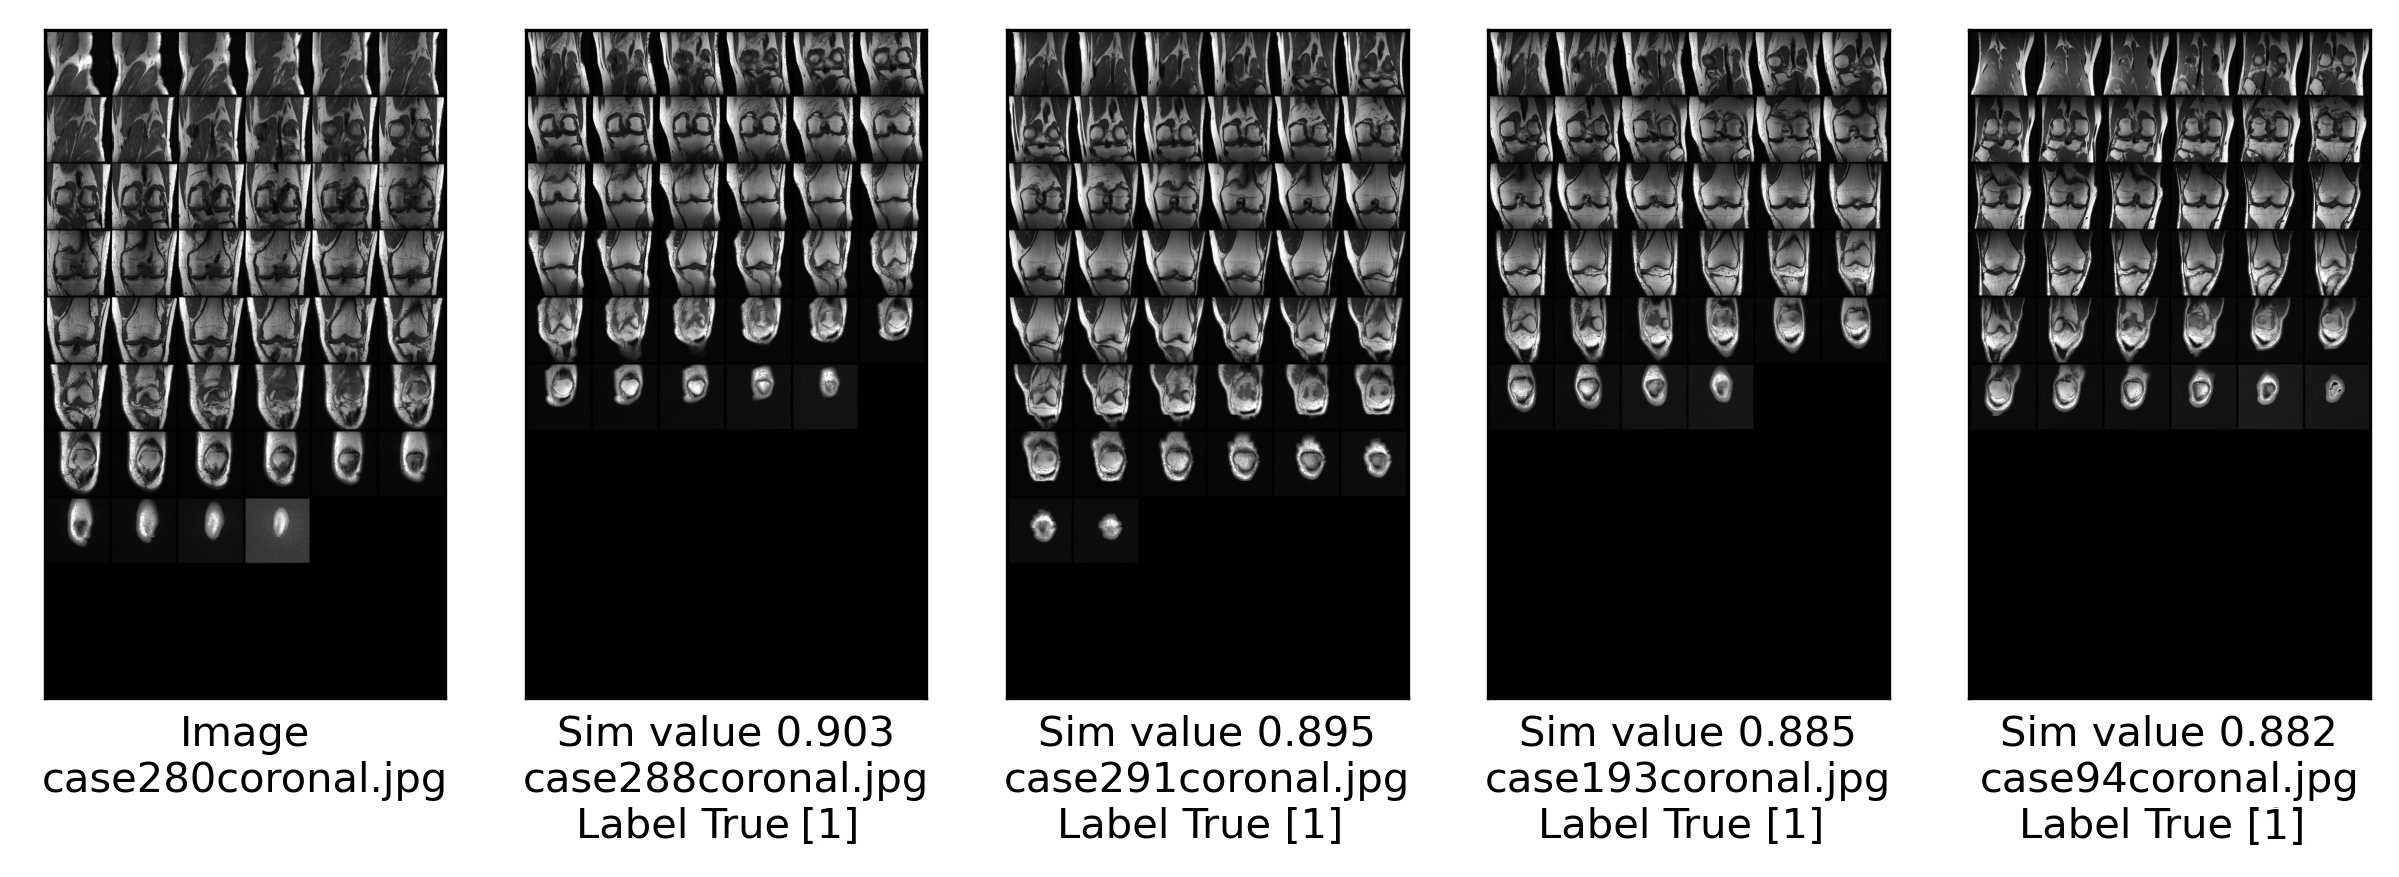 Image
case280coronal.jpg
Sim value 0.903
case288coronal.jpg
Label True [1]
Sim value 0.895
case291coronal.jpg
Label True [1]
Sim value 0.885
case193coronal.jpg
Label True [1]
Sim value 0.882
case94coronal.jpg
Label True [1]